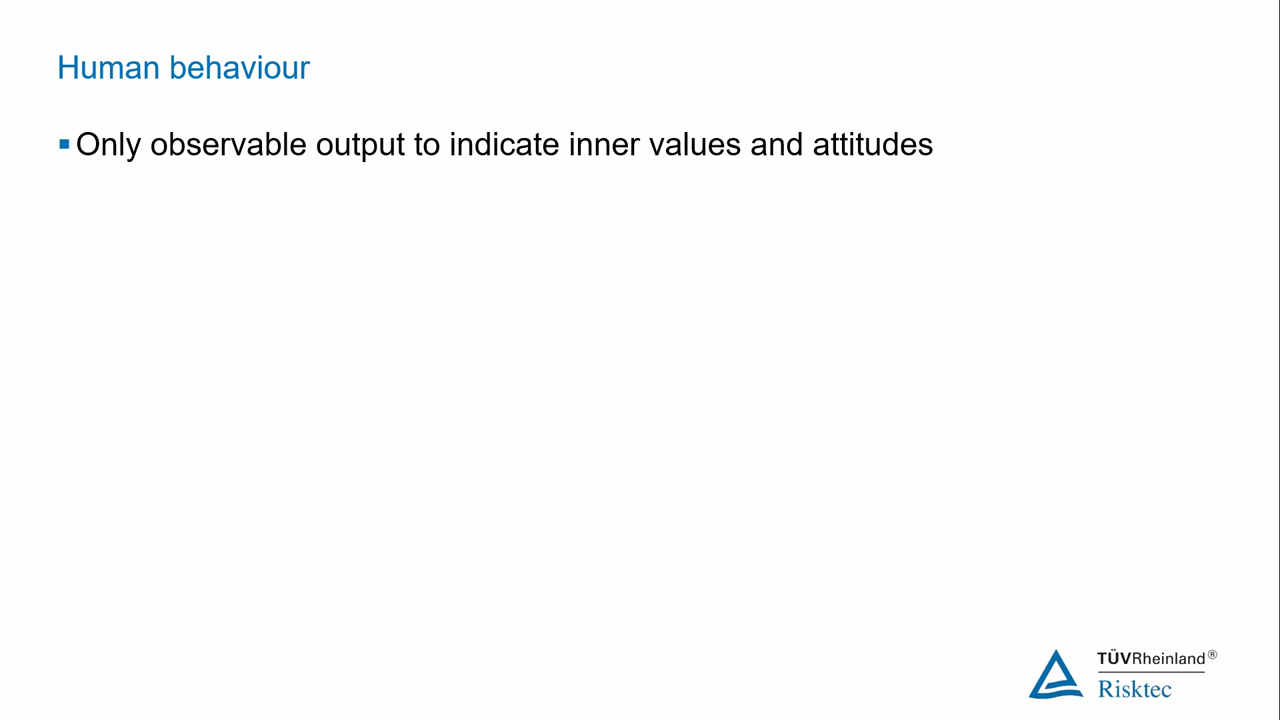 Human behaviour
▪ Only observable output to indicate inner values and attitudes
TÜVRheinland®
Risktec